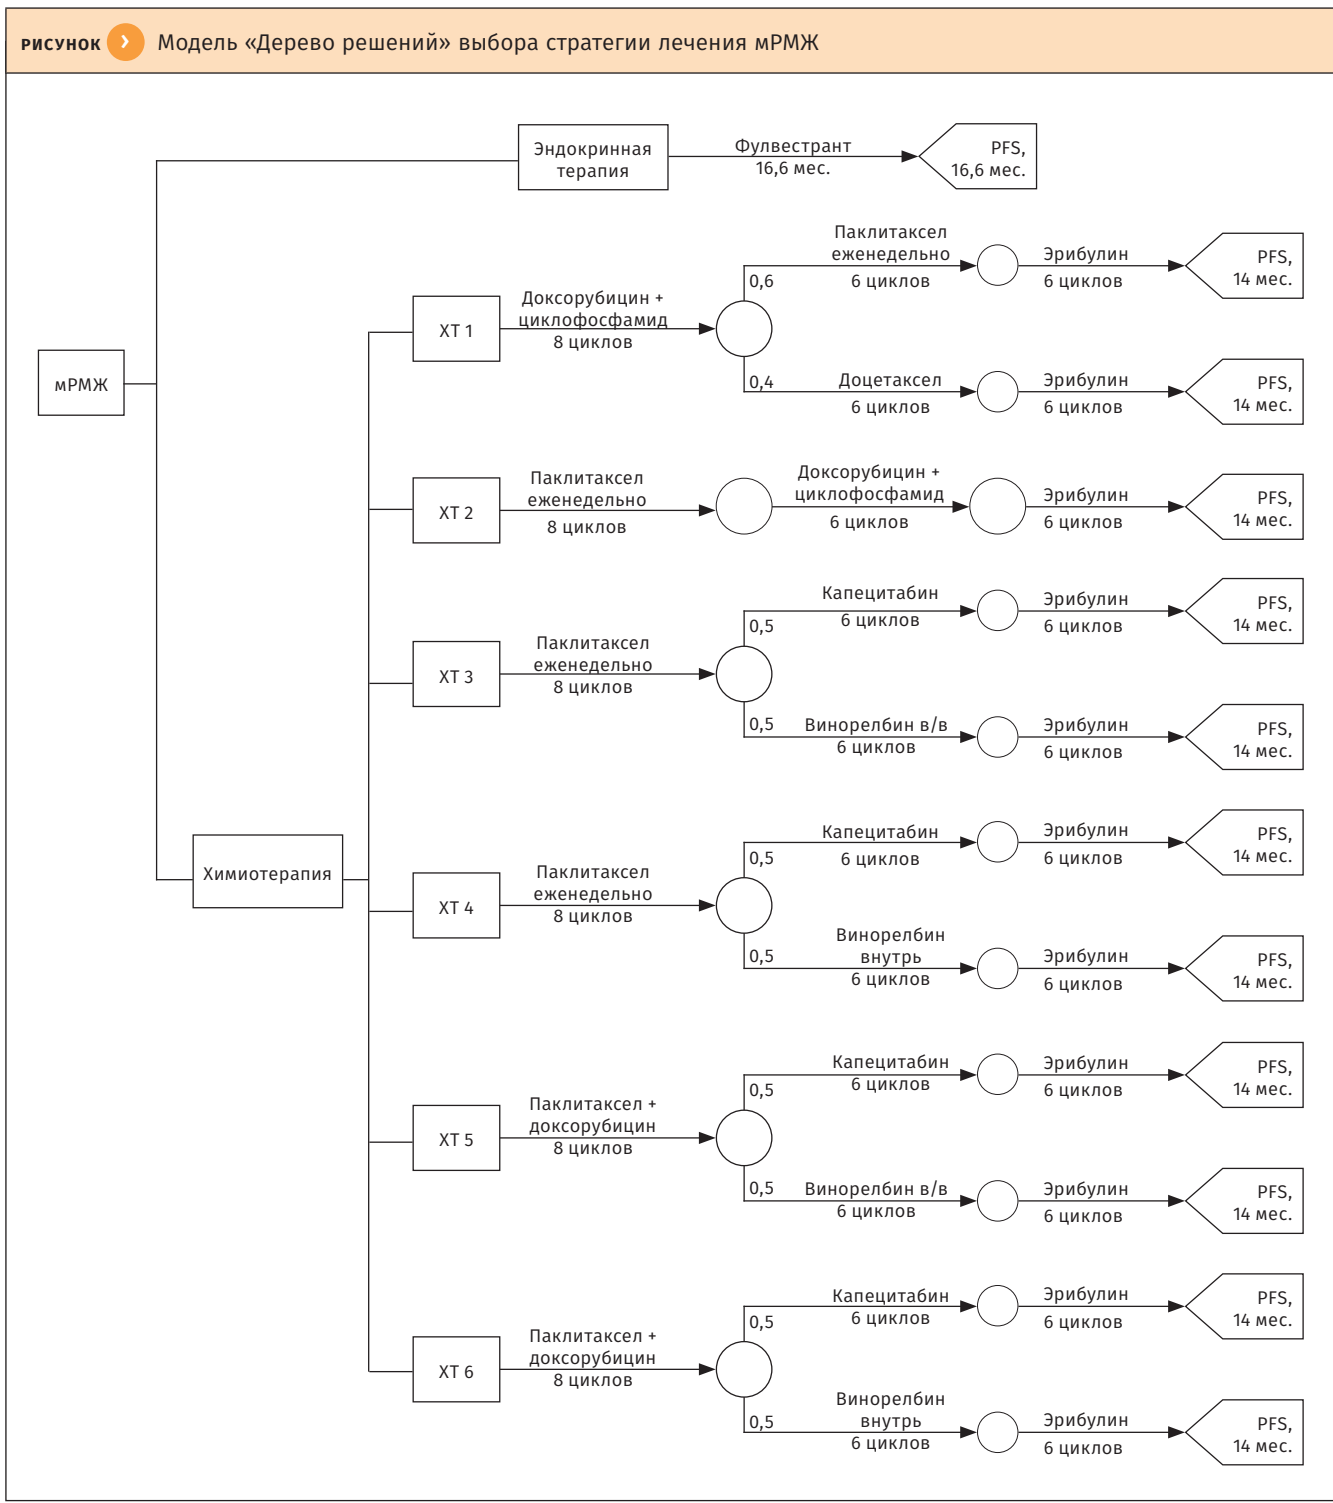 РИСУНОК › Модель «Дерево решений» выбора стратегии лечения мРМЖ
мРМЖ
Эндокринная
терапия
Фулвестрант
16,6 мес.
PFS,
16,6 мес.
Химиотерапия
ХТ 1
Доксорубицин +
циклофосфамид
8 циклов
0,6
Паклитаксел
еженедельно
6 циклов
Эрибулин
6 циклов
PFS,
14 мес.
0,4
Доцетаксел
6 циклов
Эрибулин
6 циклов
PFS,
14 мес.
ХТ 2
Паклитаксел
еженедельно
8 циклов
Доксорубицин +
циклофосфамид
6 циклов
Эрибулин
6 циклов
PFS,
14 мес.
ХТ 3
Паклитаксел
еженедельно
8 циклов
0,5
Капецитабин
6 циклов
Эрибулин
6 циклов
PFS,
14 мес.
0,5
Винорелбин в/в
6 циклов
Эрибулин
6 циклов
PFS,
14 мес.
ХТ 4
Паклитаксел
еженедельно
8 циклов
0,5
Капецитабин
6 циклов
Эрибулин
6 циклов
PFS,
14 мес.
0,5
Винорелбин
внутрь
6 циклов
Эрибулин
6 циклов
PFS,
14 мес.
ХТ 5
Паклитаксел +
доксорубицин
8 циклов
0,5
Капецитабин
6 циклов
Эрибулин
6 циклов
PFS,
14 мес.
0,5
Винорелбин в/в
6 циклов
Эрибулин
6 циклов
PFS,
14 мес.
ХТ 6
Паклитаксел +
доксорубицин
8 циклов
0,5
Капецитабин
6 циклов
Эрибулин
6 циклов
PFS,
14 мес.
0,5
Винорелбин
внутрь
6 циклов
Эрибулин
6 циклов
PFS,
14 мес.